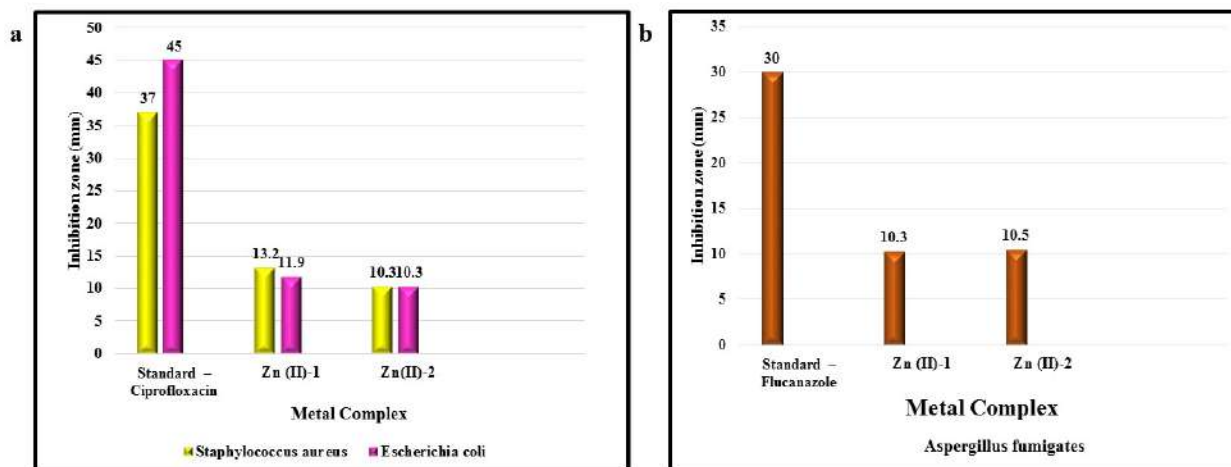 a
Inhibition zone (mm)
50
45
40
35
30
25
20
15
10
5
0
37
45
13.2
11.9
10.3
10.3
Standard –
Ciprofloxacin
Zn (II)-1
Zn(II)-2
Metal Complex
Staphylococcus aureus
Escherichia coli
b
Inhibition zone (mm)
35
30
25
20
15
10
5
0
30
10.3
10.5
Standard –
Flucanazole
Zn (II)-1
Zn (II)-2
Metal Complex
Aspergillus fumigates